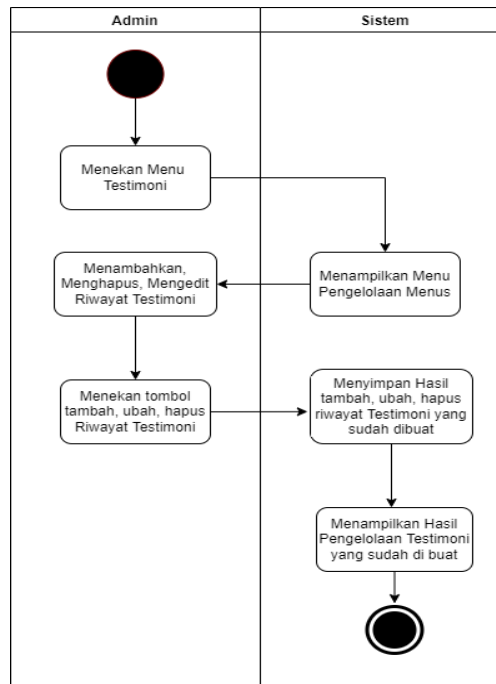 Admin
Sistem
Menekan Menu
Testimoni
Menampilkan Menu
Pengelolaan Menus
Menambahkan,
Menghapus, Mengedit
Riwayat Testimoni
Menekan tombol
tambah, ubah, hapus
Riwayat Testimoni
Menyimpan Hasil
tambah, ubah, hapus
riwayat Testimoni yang
sudah dibuat
Menampilkan Hasil
Pengelolaan Testimoni
yang sudah di buat